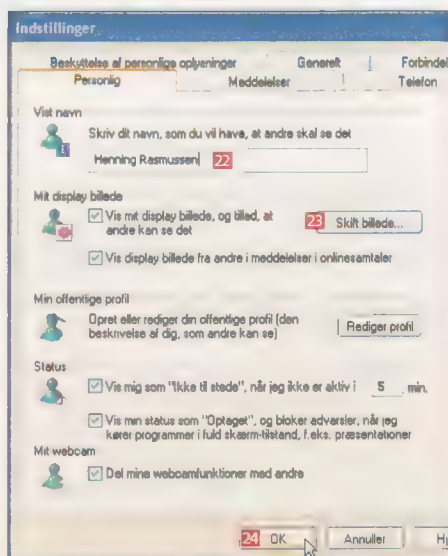 Indstillinger
Beskyttelse af personlige oplysninger Generelt Forbindel
Personlig Meddelelser Telefon
Vist navn
Skriv dit navn, som du vil have, at andre skal se det
Henning Rasmussen 22
Mit display billede
Vis mit display billede, og tillad, at
andre kan se det
23 Skift billede...
Vis display billede fra andre i meddelelser i onlinesamtaler
Min offentlige profil
Opret eller rediger din offentlige profil (den
beskrivelse af dig, som andre kan se)
Rediger profil
Status
Vis mig som "Ikke til stede", når jeg ikke er aktiv i 5 min.
Vis min status som "Optaget", og bloker advarsler, når jeg
kører programmer i fuld skærm-tilstand, f.eks. præsentationer
Mit webcam
Del mine webcamfunktioner med andre
24 OK Annuller